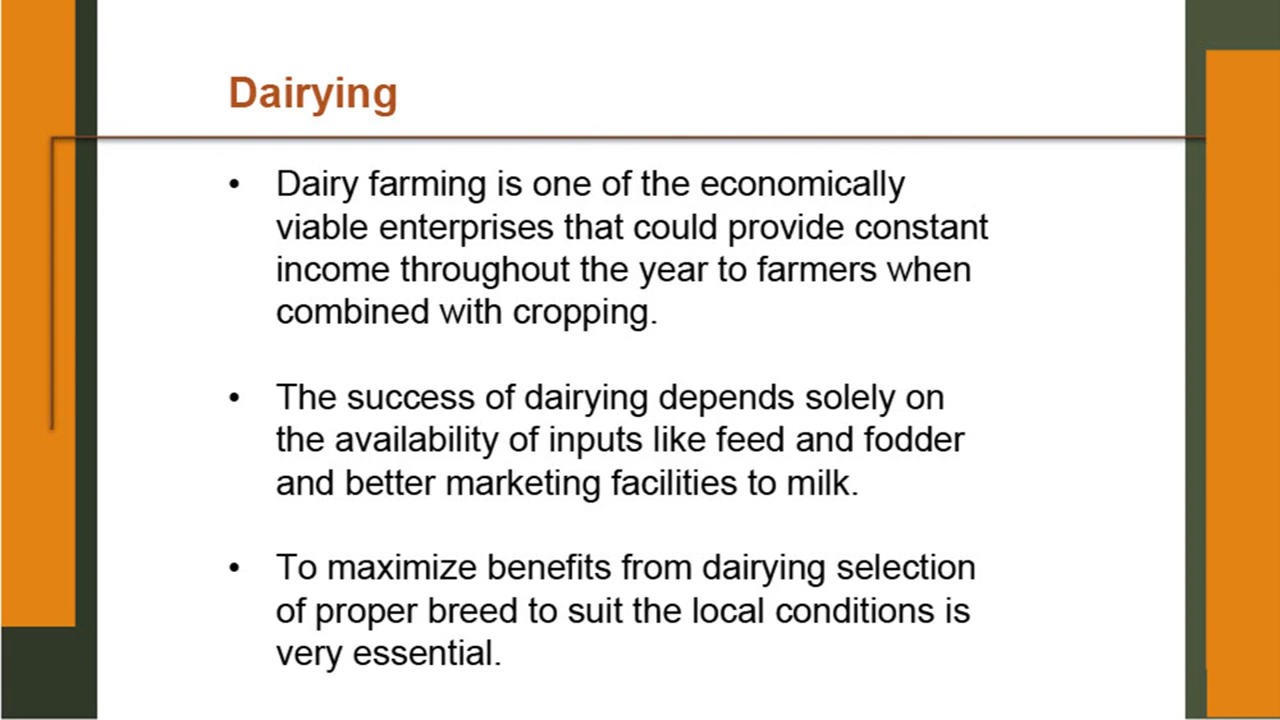 Dairying
• Dairy farming is one of the economically
viable enterprises that could provide constant
income throughout the year to farmers when
combined with cropping.
• The success of dairying depends solely on
the availability of inputs like feed and fodder
and better marketing facilities to milk.
• To maximize benefits from dairying selection
of proper breed to suit the local conditions is
very essential.